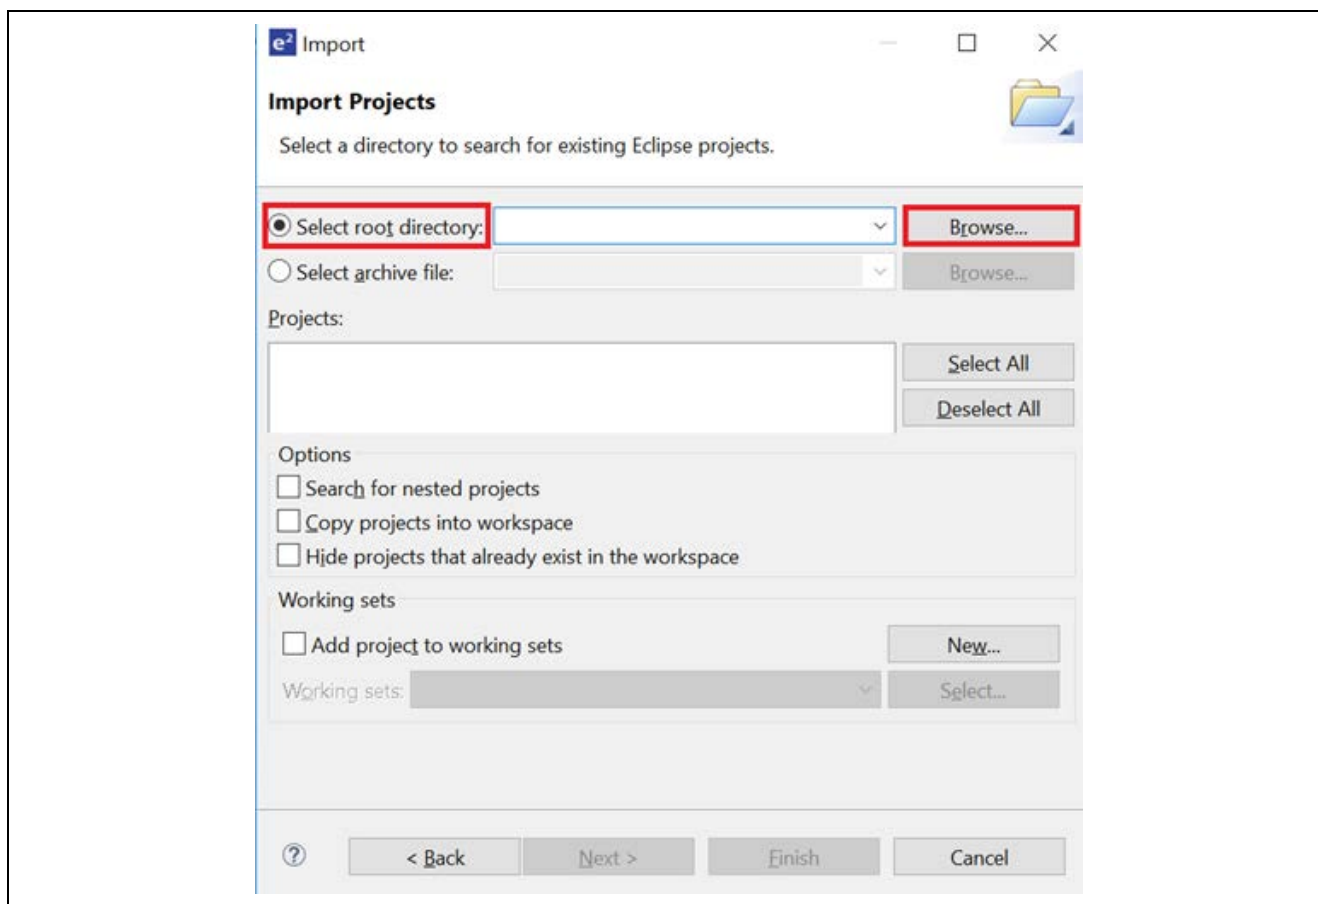 e² Import
Import Projects
Select a directory to search for existing Eclipse projects.
Select root directory: Browse...
Select archive file: Browse...
Projects:
Select All
Deselect All
Options
Search for nested projects
Copy projects into workspace
Hide projects that already exist in the workspace
Working sets
Add project to working sets New...
Working sets: Select...
? < Back Next > Finish Cancel